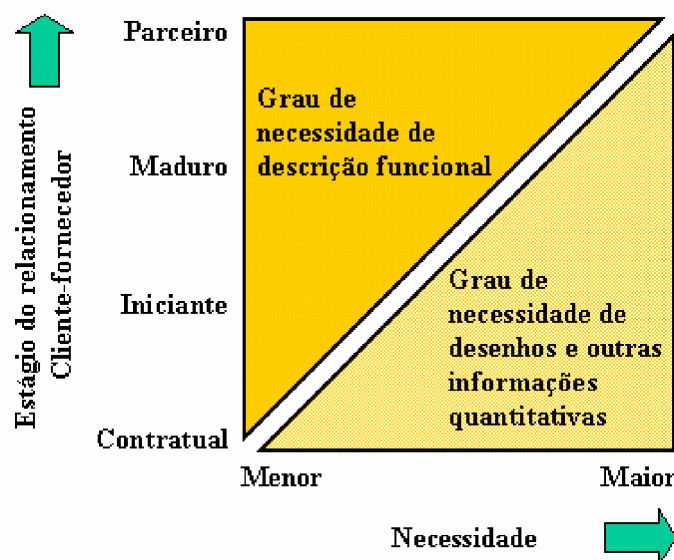 Estágio do relacionamento
Cliente-fornecedor
Parceiro
Maduro
Iniciante
Contratual
Grau de
necessidade de
descrição funcional
Grau de
necessidade de
desenhos e outras
informações
quantitativas
Menor
Maior
Necessidade